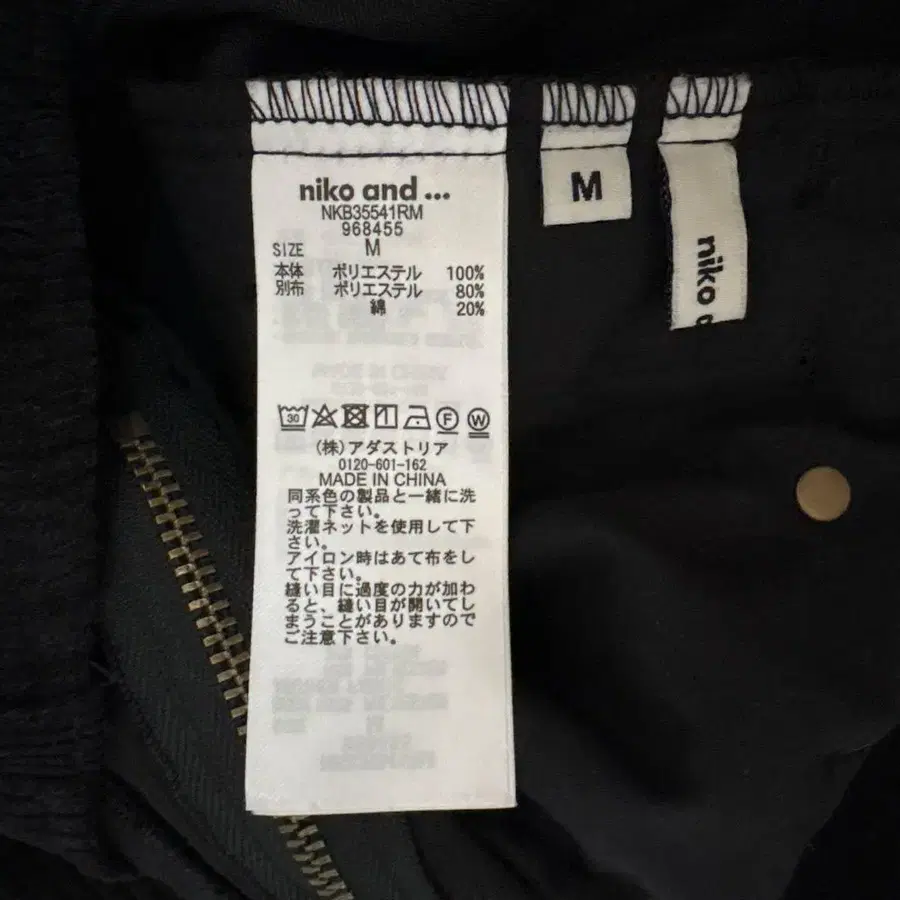 niko and ...
NKB35541RM
968455
SIZE M
本体 ポリエステル 100%
別布 ポリエステル 80%
綿 20%
30
F W
(株)アダストリア
0120-601-162
MADE IN CHINA
同系色の製品と一緒に洗
って下さい。
洗濯ネットを使用して下
さい。
アイロン時はあて布をし
て下さい。
縫い目に過度の力が加わ
ると、縫い目が開いてし
まうことがありますので
ご注意下さい。
M
niko